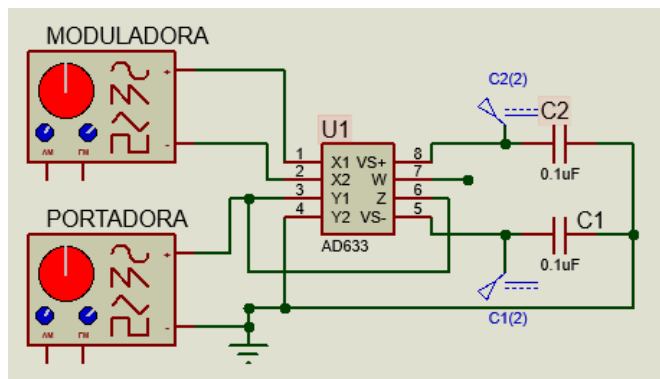 MODULADORA
+
AM FM -
PORTADORA
+
AM FM -
U1
1 X1 VS+ 8
2 X2 W 7
3 Y1 Z 6
4 Y2 VS- 5
AD633
C2(2)
C2
0.1uF
C1
0.1uF
C1(2)